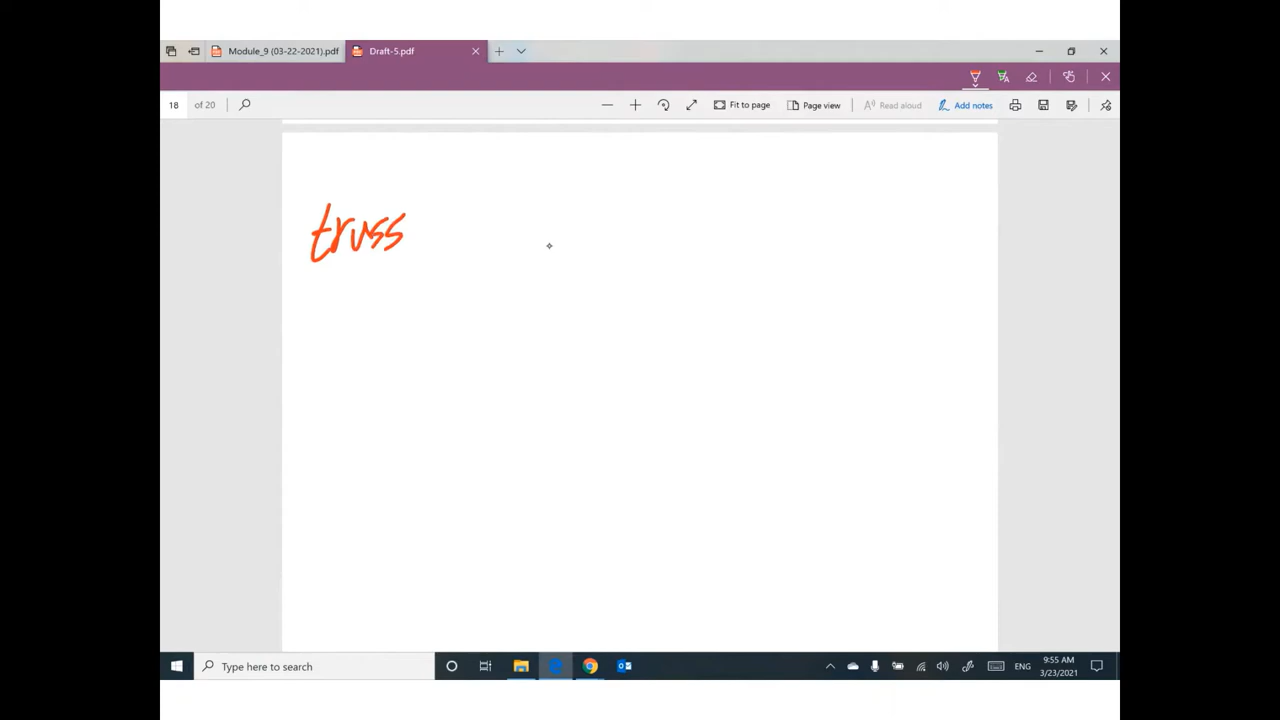 Module_9 (03-22-2021).pdf
Draft-5.pdf
18 of 20
Fit to page
Page view
Read aloud
Add notes
truss
Type here to search
ENG
9:55 AM
3/23/2021